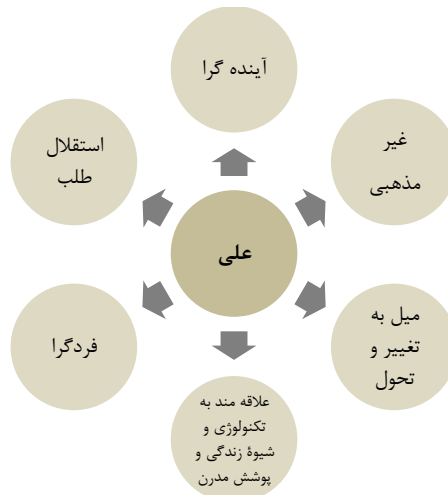 آینده گرا
غیر
مذهبی
استقلال
طلب
علی
میل به
تغییر و
تحول
فردگرا
علاقه مند به
تکنولوژی و
شیوۀ زندگی و
پوشش مدرن